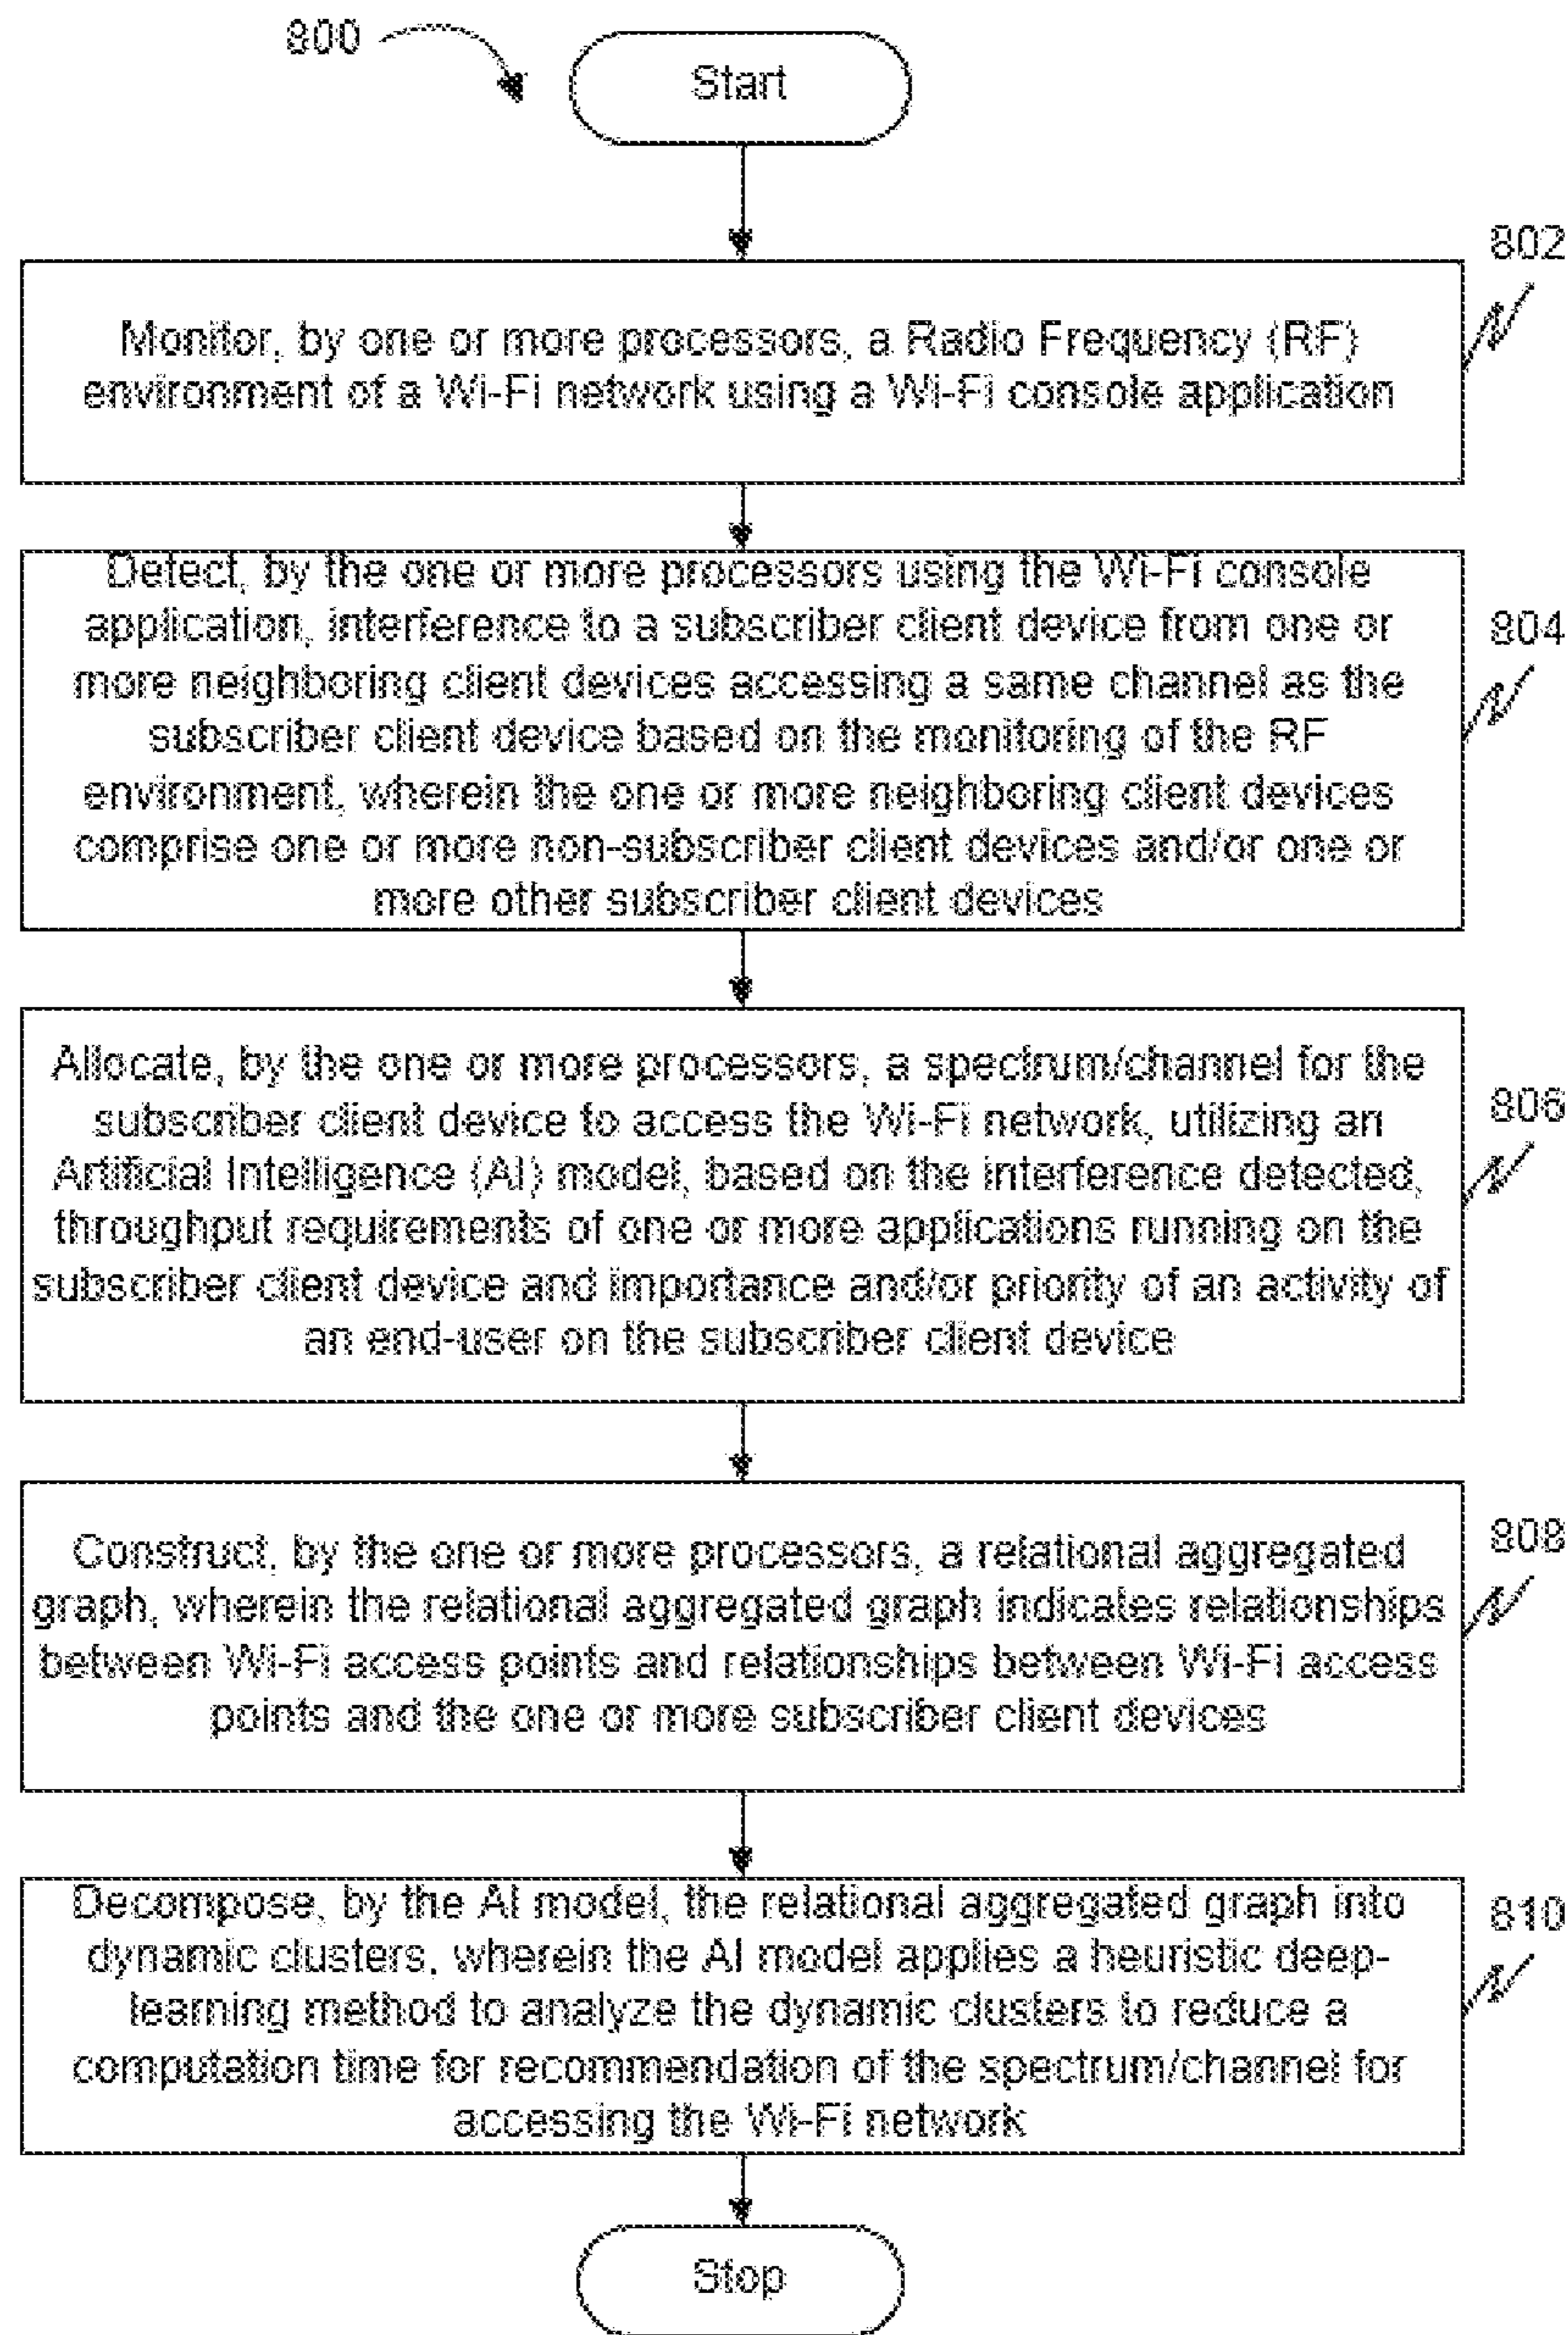 800
Start
802
Monitor, by one or more processors, a Radio Frequency (RF)
environment of a Wi-Fi network using a Wi-Fi console application
Detect, by the one or more processors using the Wi-Fi console
application, interference to a subscriber client device from one or
more neighboring client devices accessing a same channel as the
subscriber client device based on the monitoring of the RF
environment, wherein the one or more neighboring client devices
comprise one or more non-subscriber client devices and/or one or
more other subscriber client devices
804
Allocate, by the one or more processors, a spectrum/channel for the
subscriber client device to access the Wi-Fi network, utilizing an
Artificial Intelligence (AI) model, based on the interference detected,
throughput requirements of one or more applications running on the
subscriber client device and importance and/or priority of an activity of
an end-user on the subscriber client device
806
Construct, by the one or more processors, a relational aggregated
graph, wherein the relational aggregated graph indicates relationships
between Wi-Fi access points and relationships between Wi-Fi access
points and the one or more subscriber client devices
808
Decompose, by the AI model, the relational aggregated graph into
dynamic clusters, wherein the AI model applies a heuristic deep-
learning method to analyze the dynamic clusters to reduce a
computation time for recommendation of the spectrum/channel for
accessing the Wi-Fi network
810
Stop